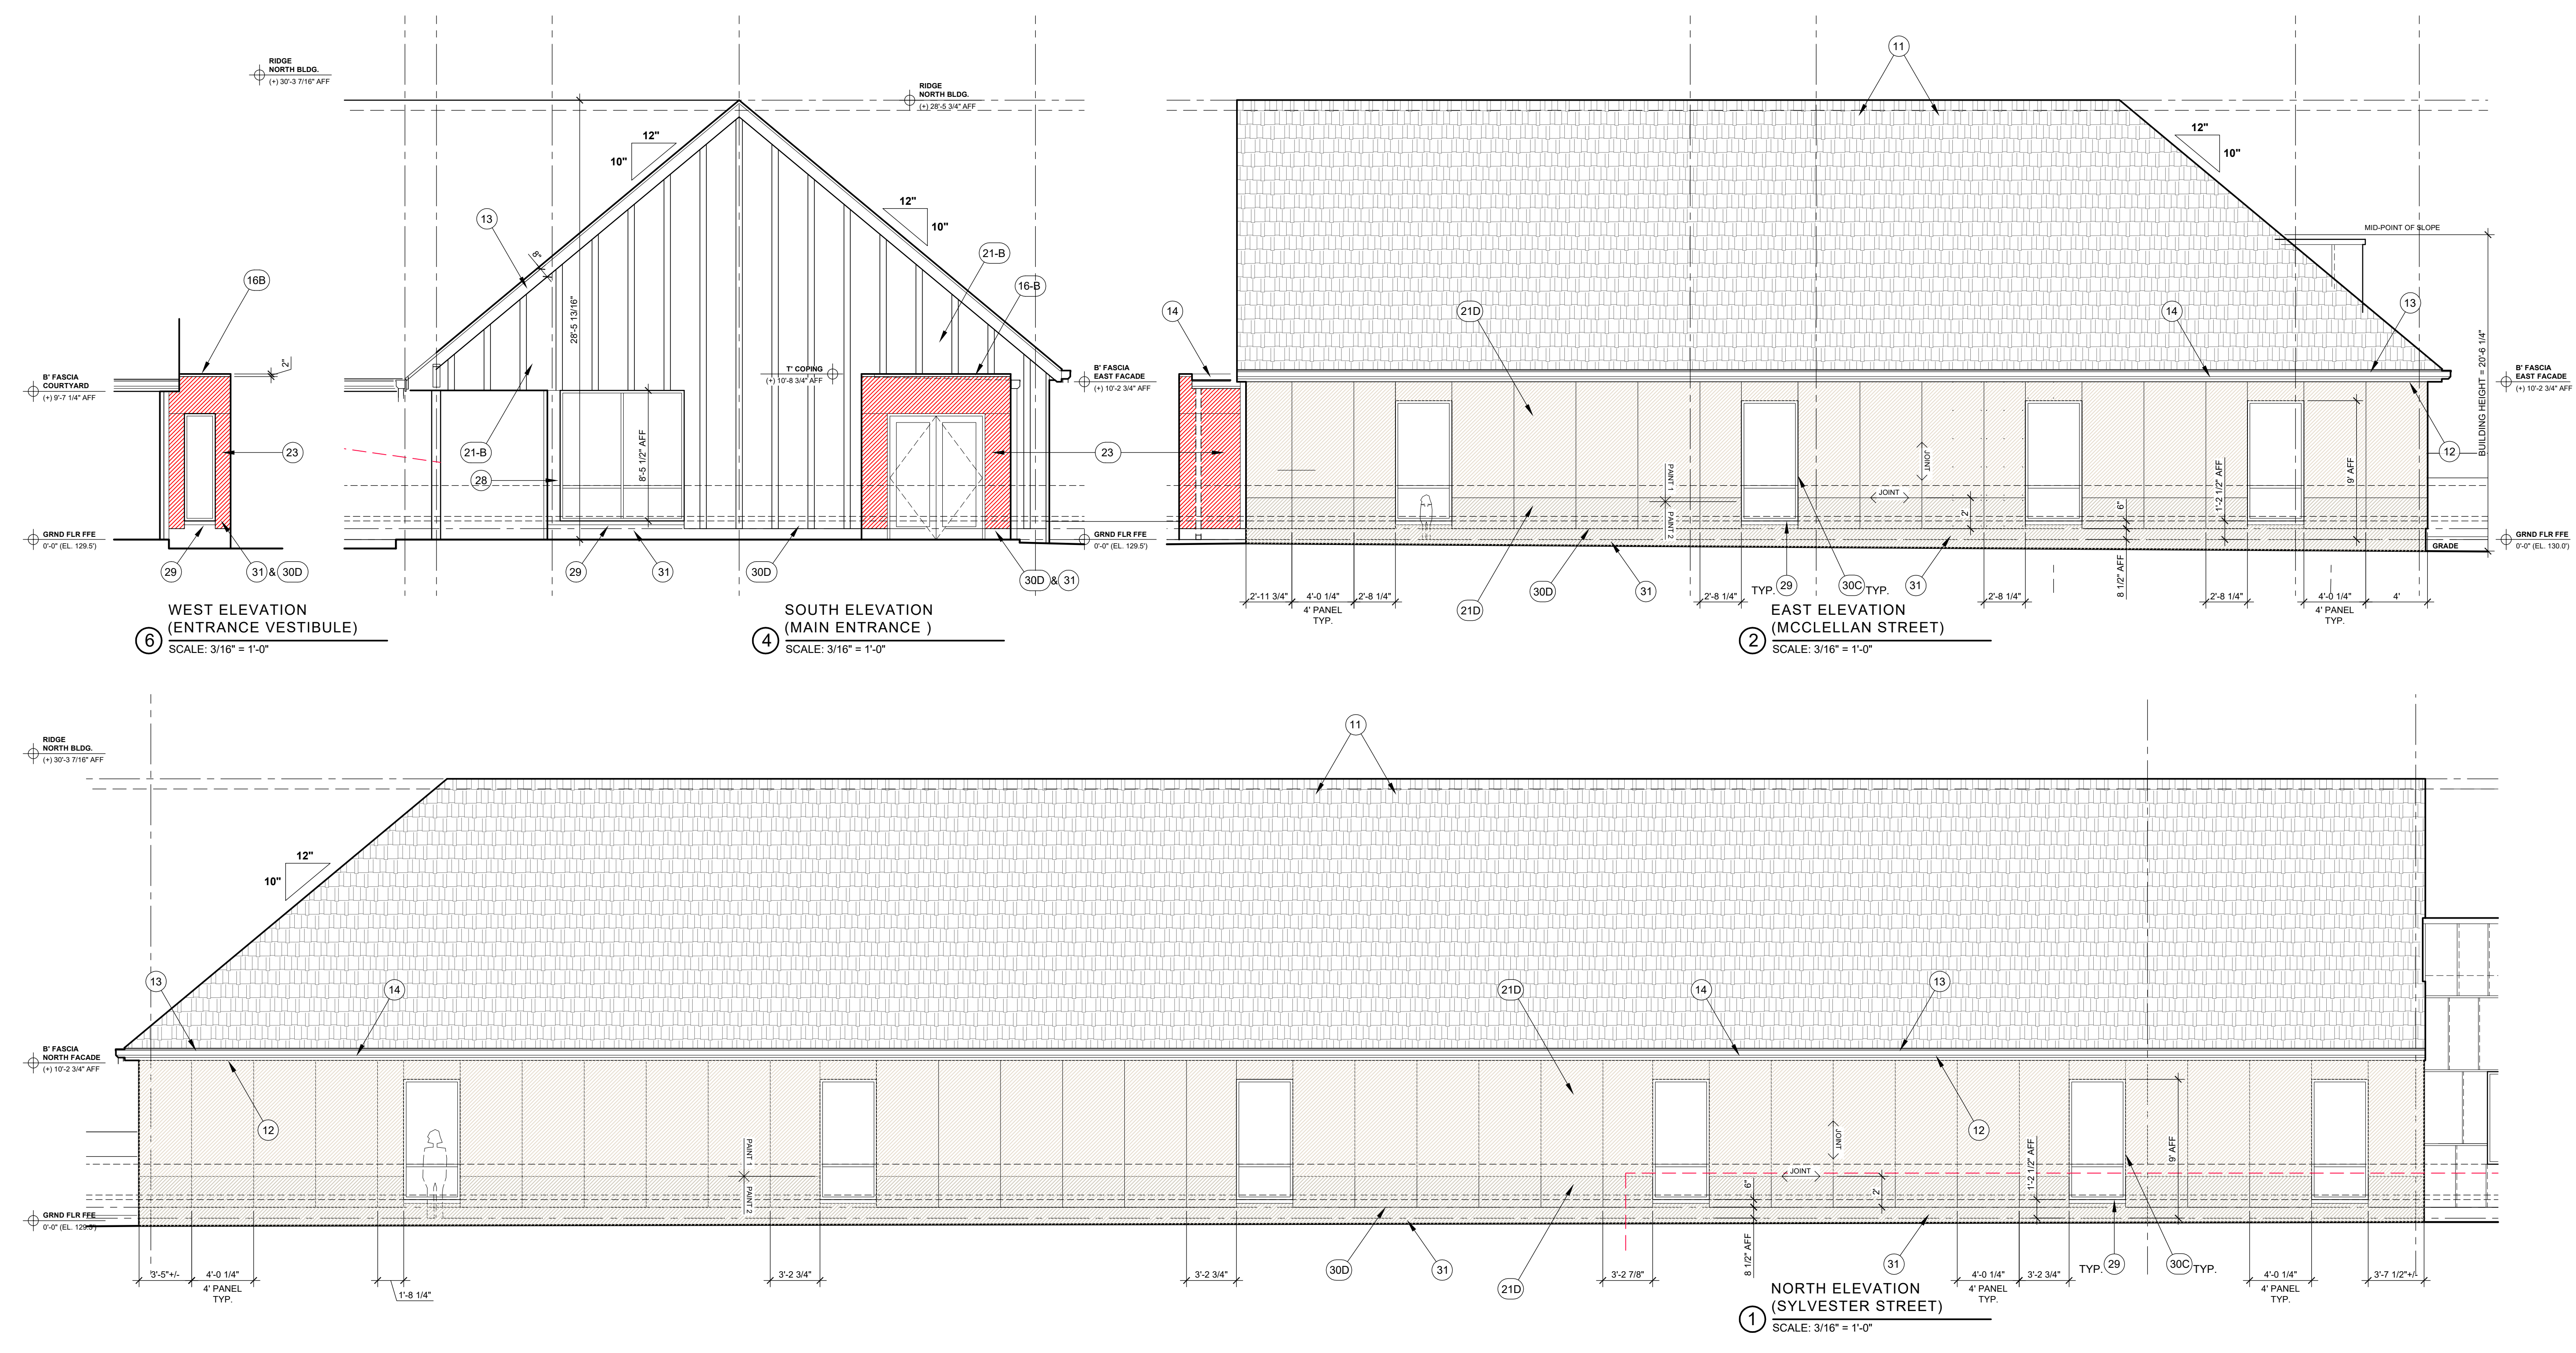 RIDGE
NORTH BLDG.
(+) 30'-3 7/16" AFF
16B
2"
B' FASCIA
COURTYARD
(+) 9'-7 1/4" AFF
23
GRND FLR FFE
0'-0" (EL. 129.5')
29
31 & 30D
6
WEST ELEVATION
(ENTRANCE VESTIBULE)
SCALE: 3/16" = 1'-0"
RIDGE
NORTH BLDG.
(+) 28'-5 3/4" AFF
12"
10"
12"
10"
13
8"
28'-5 13/16"
21-B
16-B
T' COPING
(+) 10'-8 3/4" AFF
B' FASCIA
EAST FACADE
(+) 10'-2 3/4" AFF
8'-5 1/2" AFF
21-B
28
23
GRND FLR FFE
0'-0" (EL. 129.5')
29
31
30D
30D & 31
4
SOUTH ELEVATION
(MAIN ENTRANCE )
SCALE: 3/16" = 1'-0"
11
12"
10"
MID-POINT OF SLOPE
14
21D
14
13
BUILDING HEIGHT = 20'-6 1/4"
B' FASCIA
EAST FACADE
(+) 10'-2 3/4" AFF
12
PAINT 1
PAINT 2
JOINT
JOINT
2'
6"
1'-2 1/2" AFF
9' AFF
8 1/2" AFF
GRADE
GRND FLR FFE
0'-0" (EL. 130.0')
2'-11 3/4"
4'-0 1/4"
4' PANEL
TYP.
2'-8 1/4"
21D
30D
31
2'-8 1/4"
TYP.
29
30C
TYP.
31
2'-8 1/4"
2'-8 1/4"
4'-0 1/4"
4' PANEL
TYP.
4'
2
EAST ELEVATION
(MCCLELLAN STREET)
SCALE: 3/16" = 1'-0"
RIDGE
NORTH BLDG.
(+) 30'-3 7/16" AFF
11
12"
10"
13
14
21D
14
13
B' FASCIA
NORTH FACADE
(+) 10'-2 3/4" AFF
12
12
PAINT 1
PAINT 2
JOINT
JOINT
2'
6"
1'-2 1/2" AFF
9' AFF
8 1/2" AFF
GRND FLR FFE
0'-0" (EL. 129.5')
3'-5"+/-
4'-0 1/4"
4' PANEL
TYP.
1'-8 1/4"
3'-2 3/4"
3'-2 3/4"
30D
31
21D
3'-2 7/8"
31
4'-0 1/4"
4' PANEL
TYP.
3'-2 3/4"
TYP.
29
30C
TYP.
4'-0 1/4"
4' PANEL
TYP.
3'-7 1/2"+/-
1
NORTH ELEVATION
(SYLVESTER STREET)
SCALE: 3/16" = 1'-0"